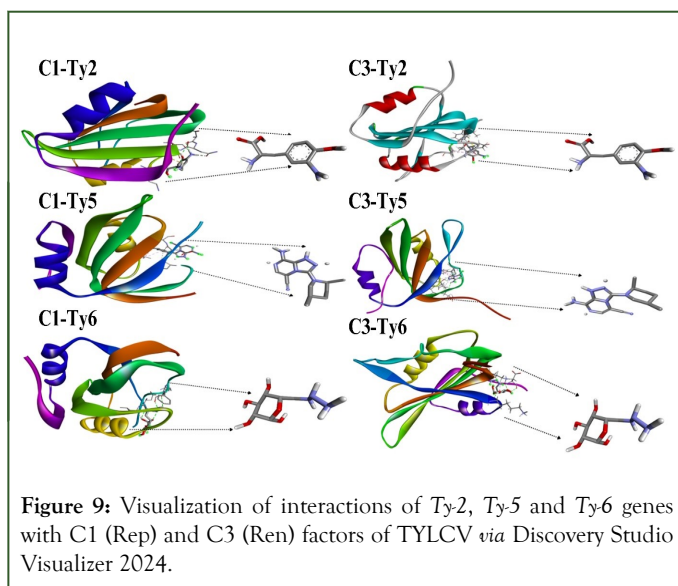 C1-Ty2
C3-Ty2
C1-Ty5
C3-Ty5
C1-Ty6
C3-Ty6
Figure 9: Visualization of interactions of Ty-2, Ty-5 and Ty-6 genes
with C1 (Rep) and C3 (Ren) factors of TYLCV via Discovery Studio
Visualizer 2024.